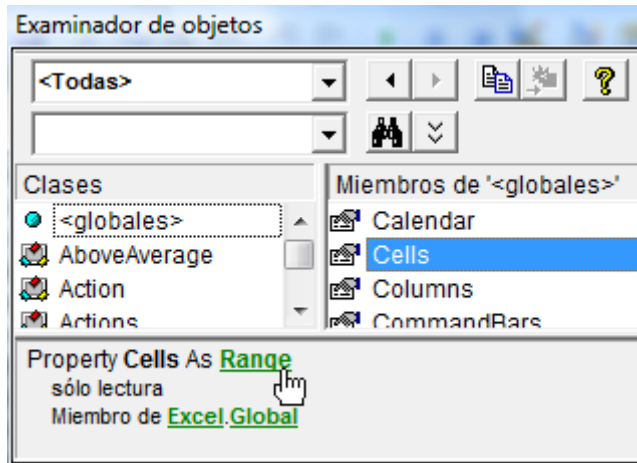 Examinador de objetos
<Todas>
Clases
Miembros de '<globales>'
<globales>
Calendar
AboveAverage
Cells
Action
Columns
Actions
CommandBars
Property Cells As Range
sólo lectura
Miembro de Excel.Global